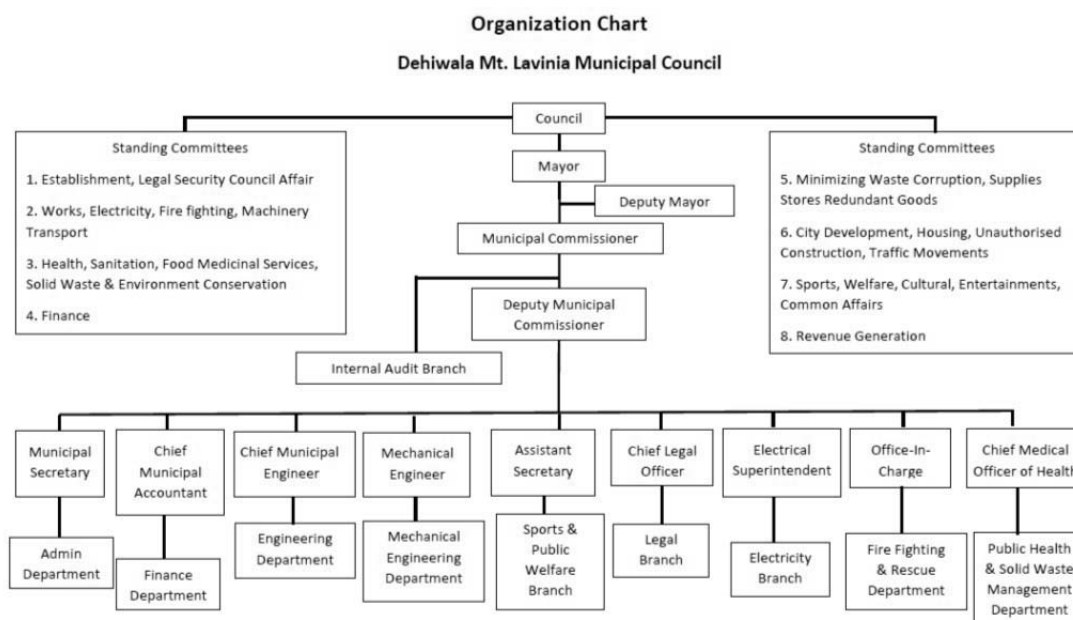 Organization Chart
Dehiwala Mt. Lavinia Municipal Council
Council
Standing Committees
1. Establishment, Legal Security Council Affair
2. Works, Electricity, Fire fighting, Machinery
Transport
3. Health, Sanitation, Food Medicinal Services,
Solid Waste & Environment Conservation
4. Finance
Standing Committees
5. Minimizing Waste Corruption, Supplies
Stores Redundant Goods
6. City Development, Housing, Unauthorised
Construction, Traffic Movements
7. Sports, Welfare, Cultural, Entertainments,
Common Affairs
8. Revenue Generation
Mayor
Deputy Mayor
Municipal Commissioner
Deputy Municipal
Commissioner
Internal Audit Branch
Municipal
Secretary
Chief
Municipal
Accountant
Chief Municipal
Engineer
Mechanical
Engineer
Assistant
Secretary
Chief Legal
Officer
Electrical
Superintendent
Office-In-
Charge
Chief Medical
Officer of Health
Admin
Department
Finance
Department
Engineering
Department
Mechanical
Engineering
Department
Sports &
Public
Welfare
Branch
Legal
Branch
Electricity
Branch
Fire Fighting
& Rescue
Department
Public Health
& Solid Waste
Management
Department